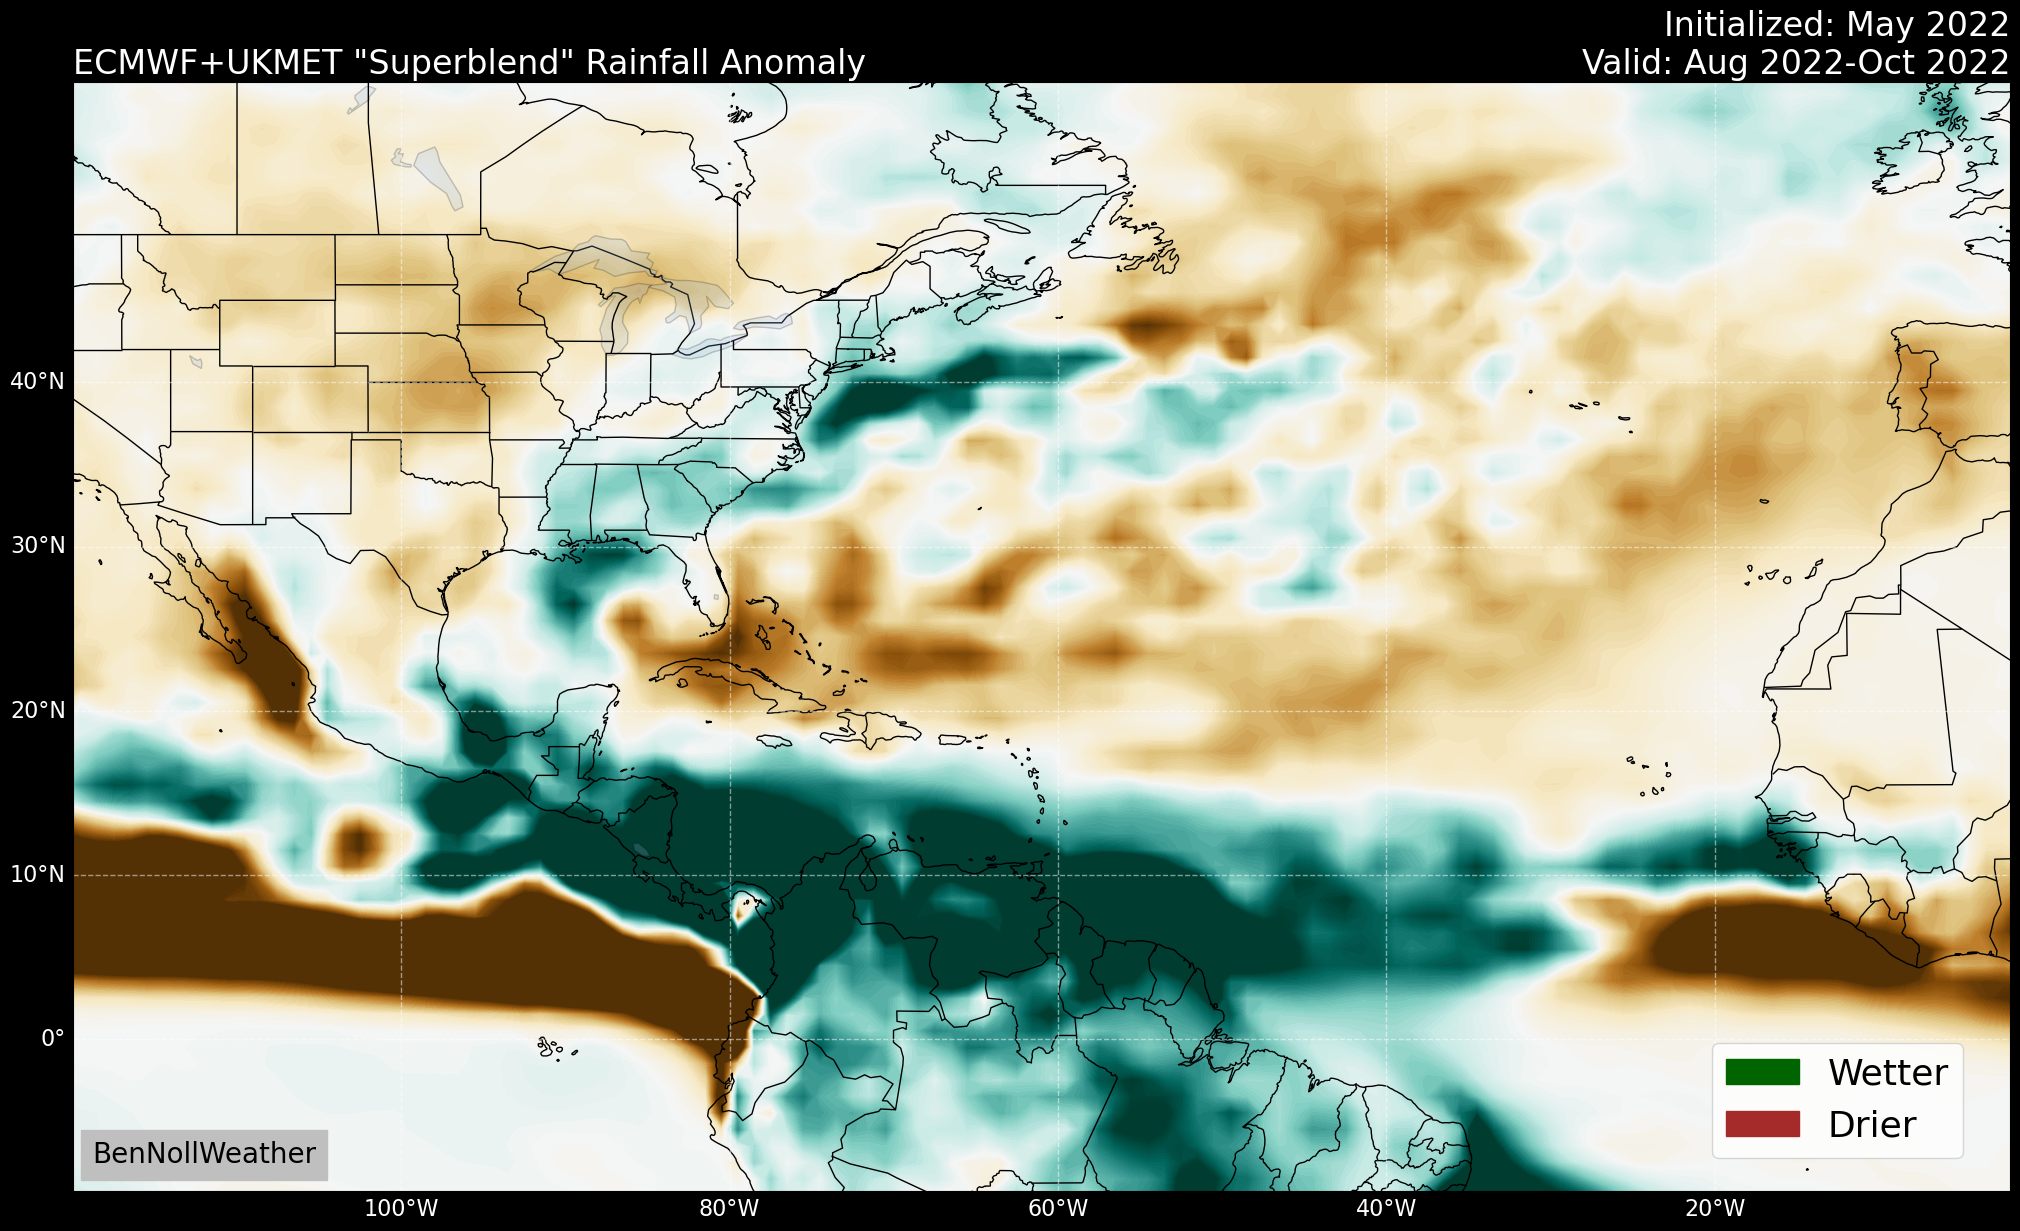 Initialized: May 2022
ECMWF+UKMET "Superblend" Rainfall Anomaly
Valid: Aug 2022-Oct 2022
40°N
30°N
20°N
10°N
0°
Wetter
Drier
BenNollWeather
100°W
80°W
60°W
40°W
20°W